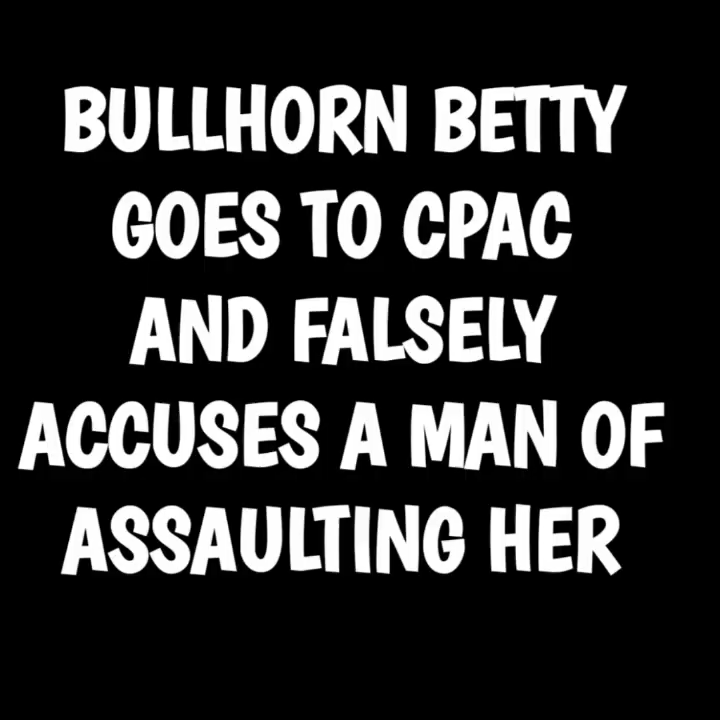 BULLHORN BETTY
GOES TO CPAC
AND FALSELY
ACCUSES A MAN OF
ASSAULTING HER